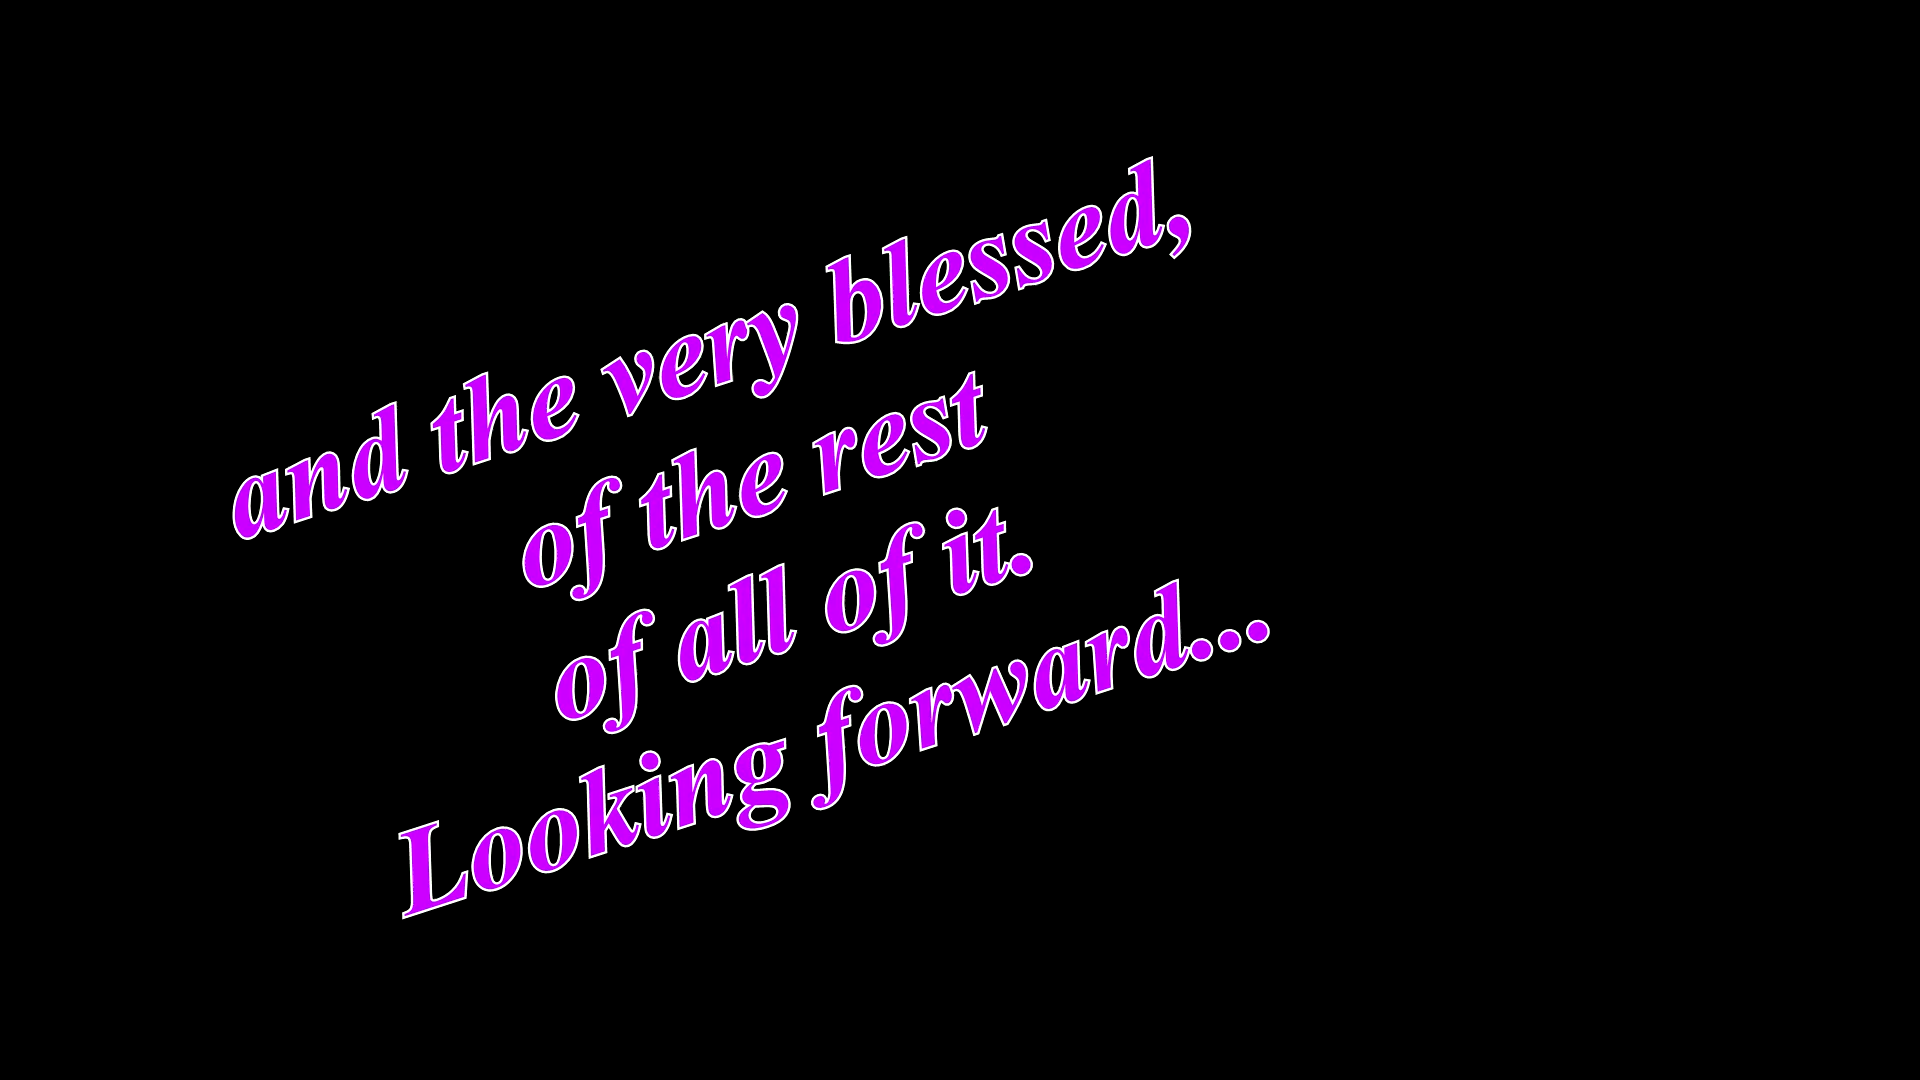 and the very blessed,
of the rest
of all of it.
Looking forward...